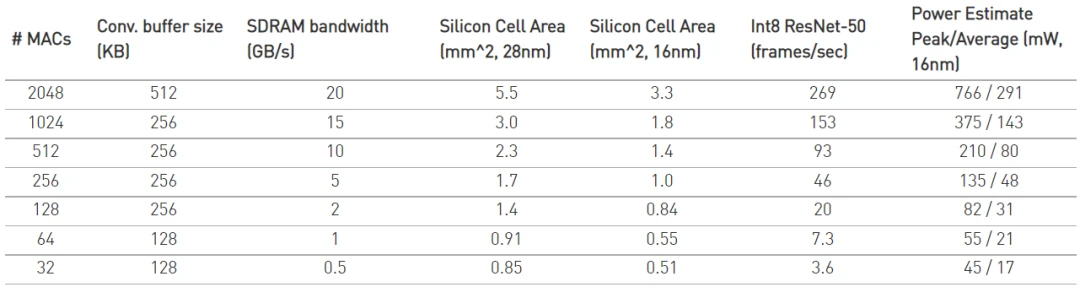 # MACs Conv. buffer size (KB) SDRAM bandwidth (GB/s) Silicon Cell Area (mm^2, 28nm) Silicon Cell Area (mm^2, 16nm) Int8 ResNet-50 (frames/sec) Power Estimate Peak/Average (mW, 16nm)
2048 512 20 5.5 3.3 269 766 / 291
1024 256 15 3.0 1.8 153 375 / 143
512 256 10 2.3 1.4 93 210 / 80
256 256 5 1.7 1.0 46 135 / 48
128 256 2 1.4 0.84 20 82 / 31
64 128 1 0.91 0.55 7.3 55 / 21
32 128 0.5 0.85 0.51 3.6 45 / 17